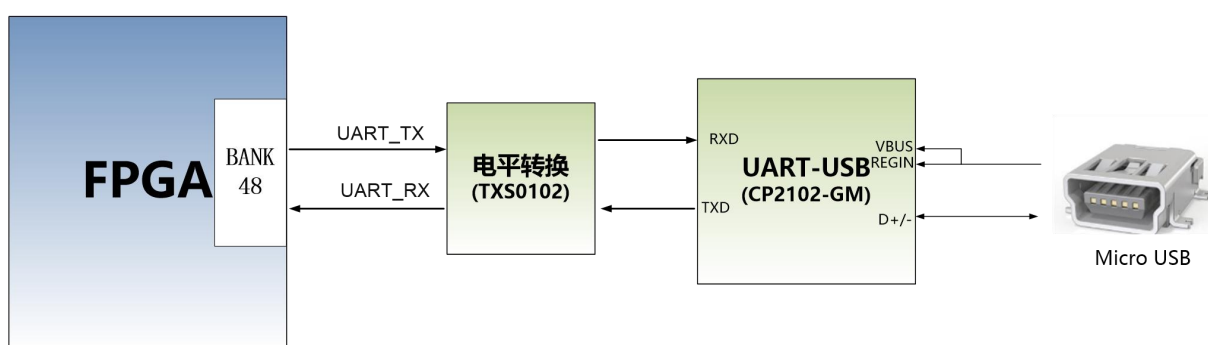 FPGA
BANK
48
UART_TX
UART_RX
电平转换
(TXS0102)
RXD
TXD
UART-USB
(CP2102-GM)
VBUS
REGIN
D+/-
Micro USB